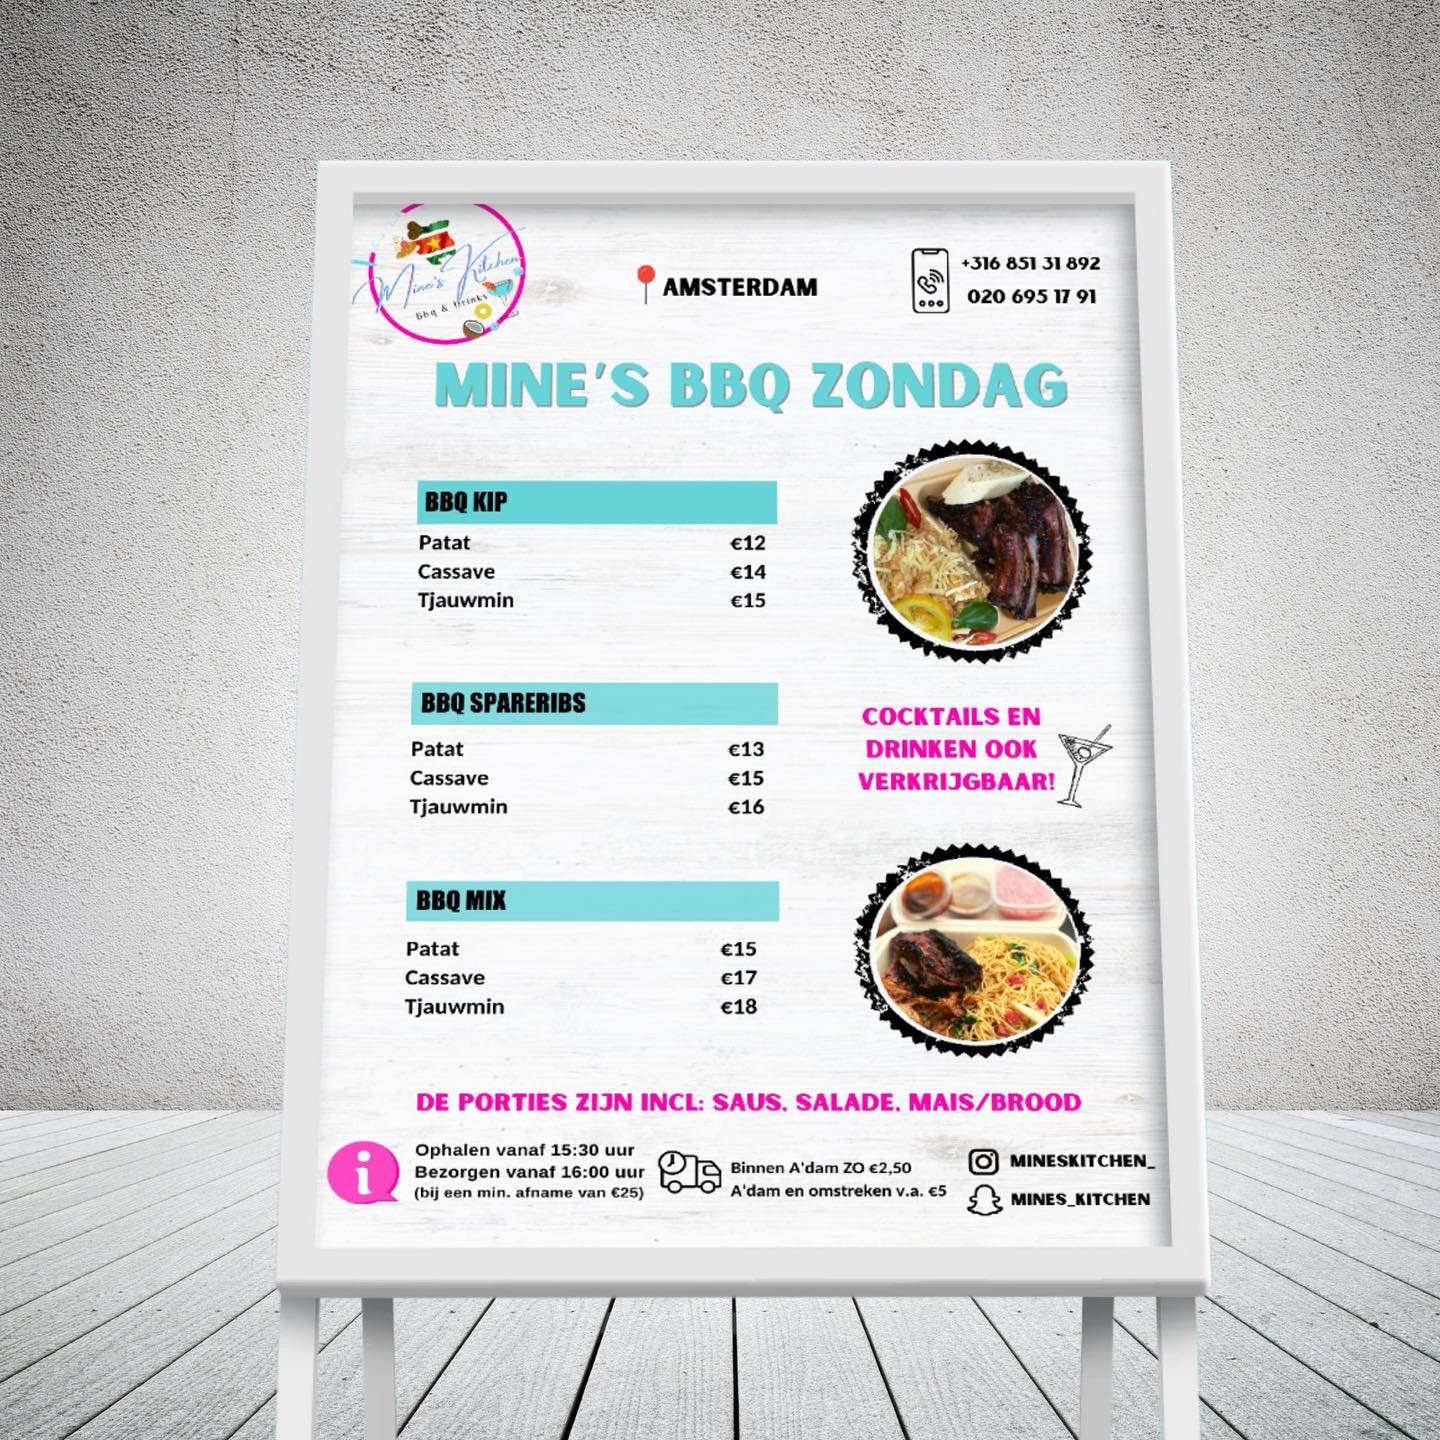 Mine's Kitchen
Bbq & Drinks
AMSTERDAM
+316 851 31 892
020 695 17 91
MINE'S BBQ ZONDAG
BBQ KIP
Patat €12
Cassave €14
Tjauwmin €15
BBQ SPARERIBS
Patat €13
Cassave €15
Tjauwmin €16
COCKTAILS EN
DRINKEN OOK
VERKRIJGBAAR!
BBQ MIX
Patat €15
Cassave €17
Tjauwmin €18
DE PORTIES ZIJN INCL: SAUS, SALADE, MAIS/BROOD
Ophalen vanaf 15:30 uur
Bezorgen vanaf 16:00 uur
(bij een min. afname van €25)
Binnen A'dam ZO €2,50
A'dam en omstreken v.a. €5
MINESKITCHEN_
MINES_KITCHEN